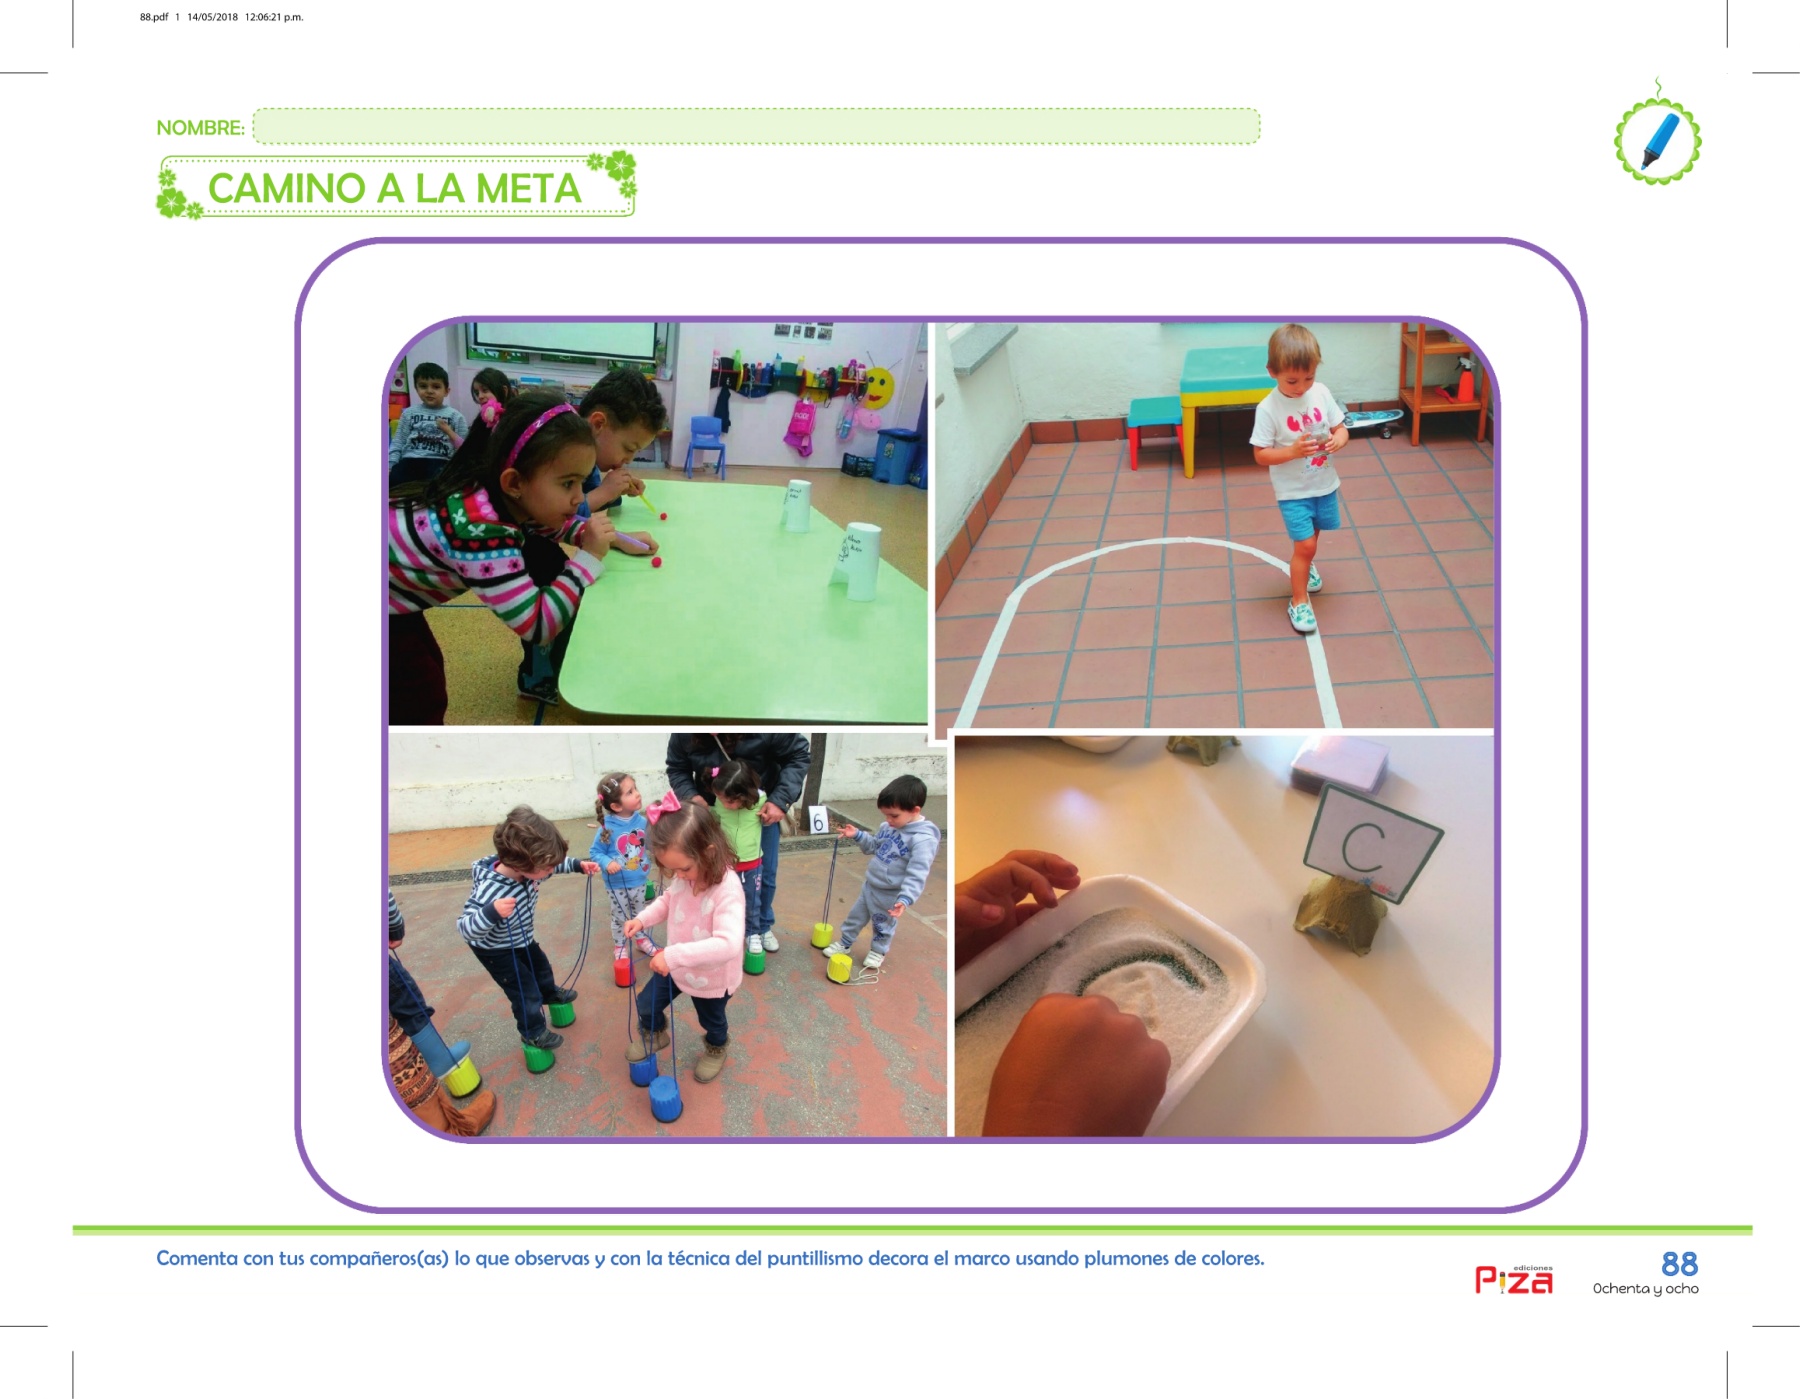 88.pdf 1 14/05/2018 12:06:21 p.m.
NOMBRE:
CAMINO A LA META
6
C
Comenta con tus compañeros(as) lo que observas y con la técnica del puntillismo decora el marco usando plumones de colores.
ediciones
Piza
88
Ochenta y ocho